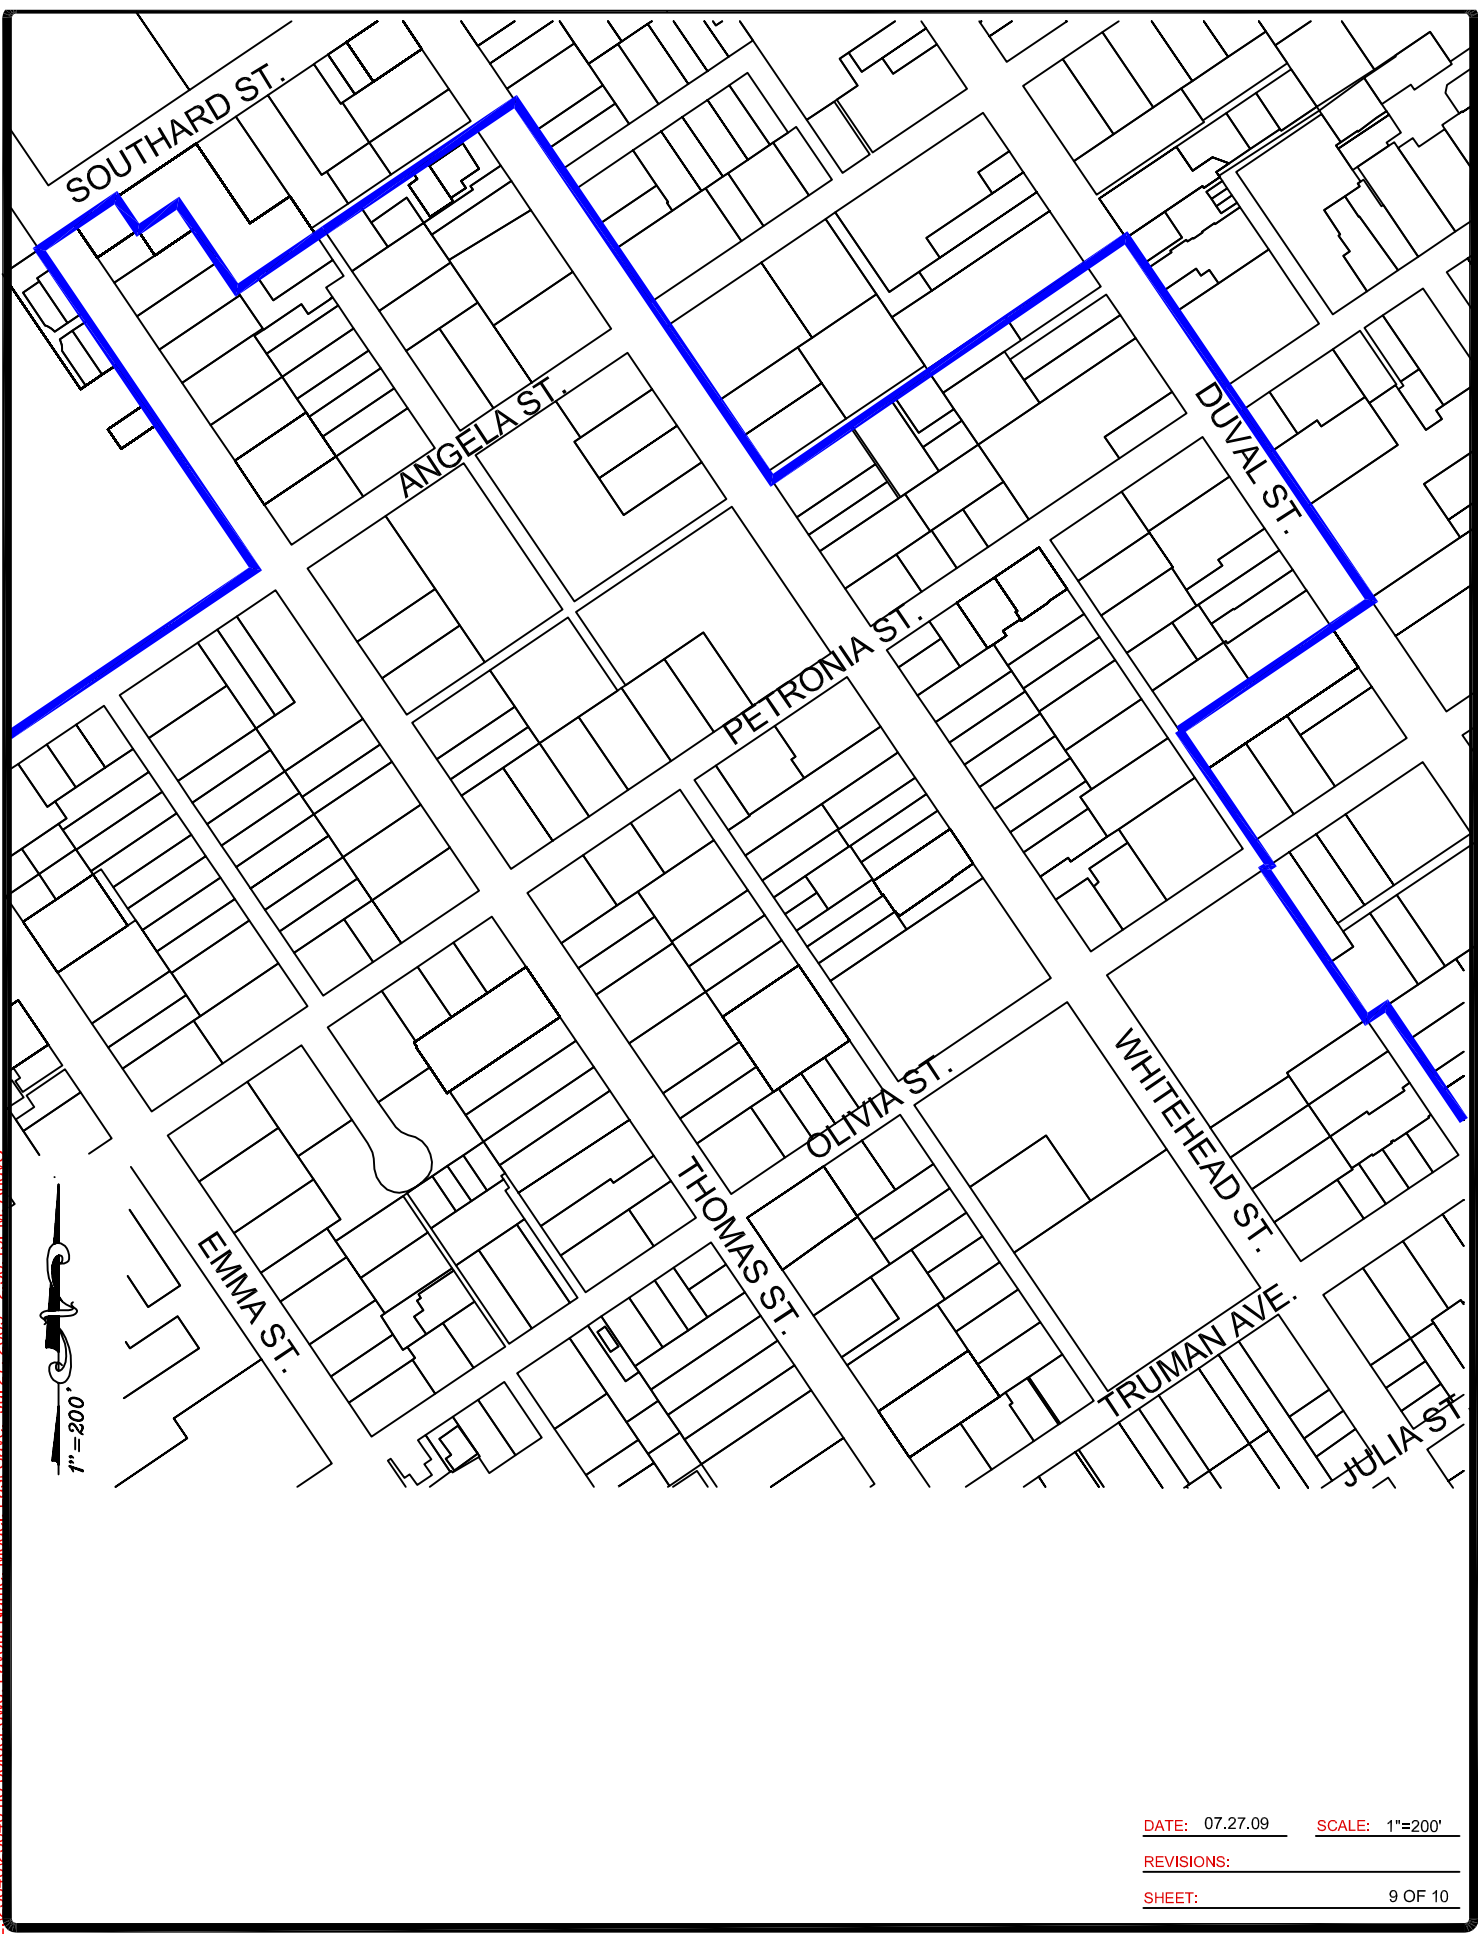 SOUTHARD ST.
ANGELA ST.
DUVAL ST.
PETRONIA ST.
OLIVIA ST.
WHITEHEAD ST.
THOMAS ST.
EMMA ST.
TRUMAN AVE.
JULIA ST
1"=200'
DATE: 07.27.09 SCALE: 1"=200'
REVISIONS:
SHEET: 9 OF 10